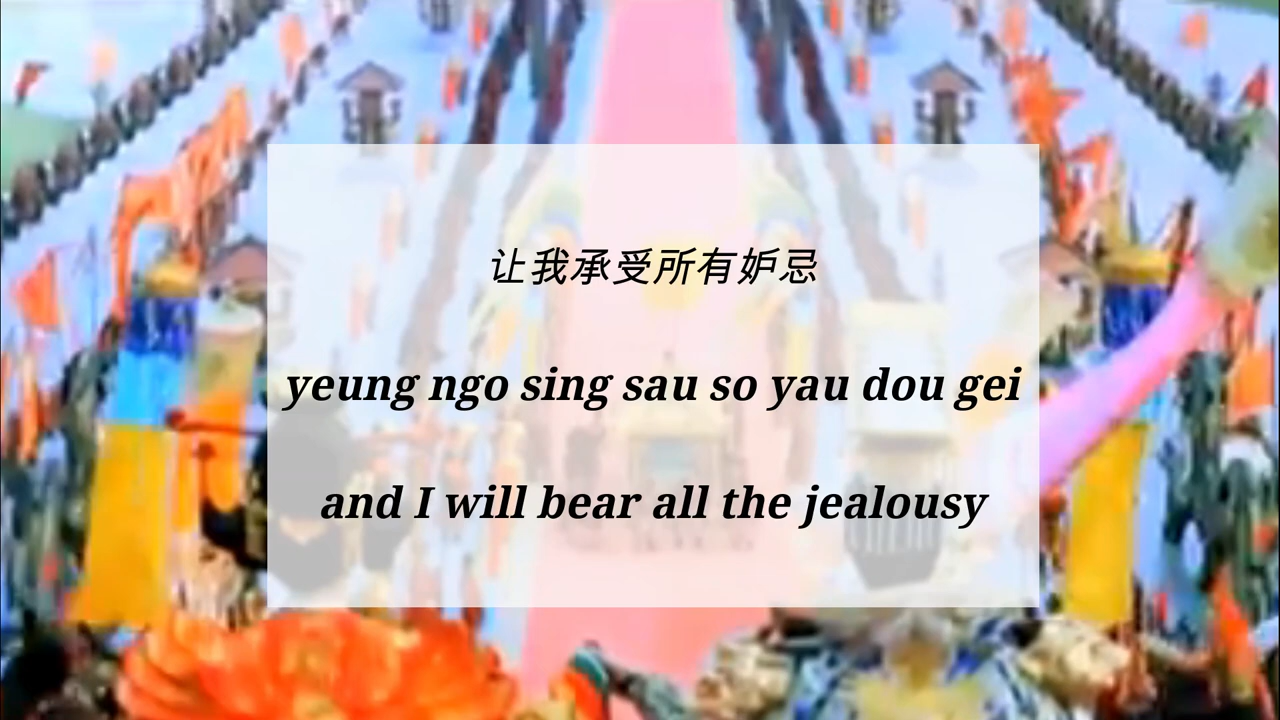 让我承受所有妒忌
yeung ngo sing sau so yau dou gei
and I will bear all the jealousy